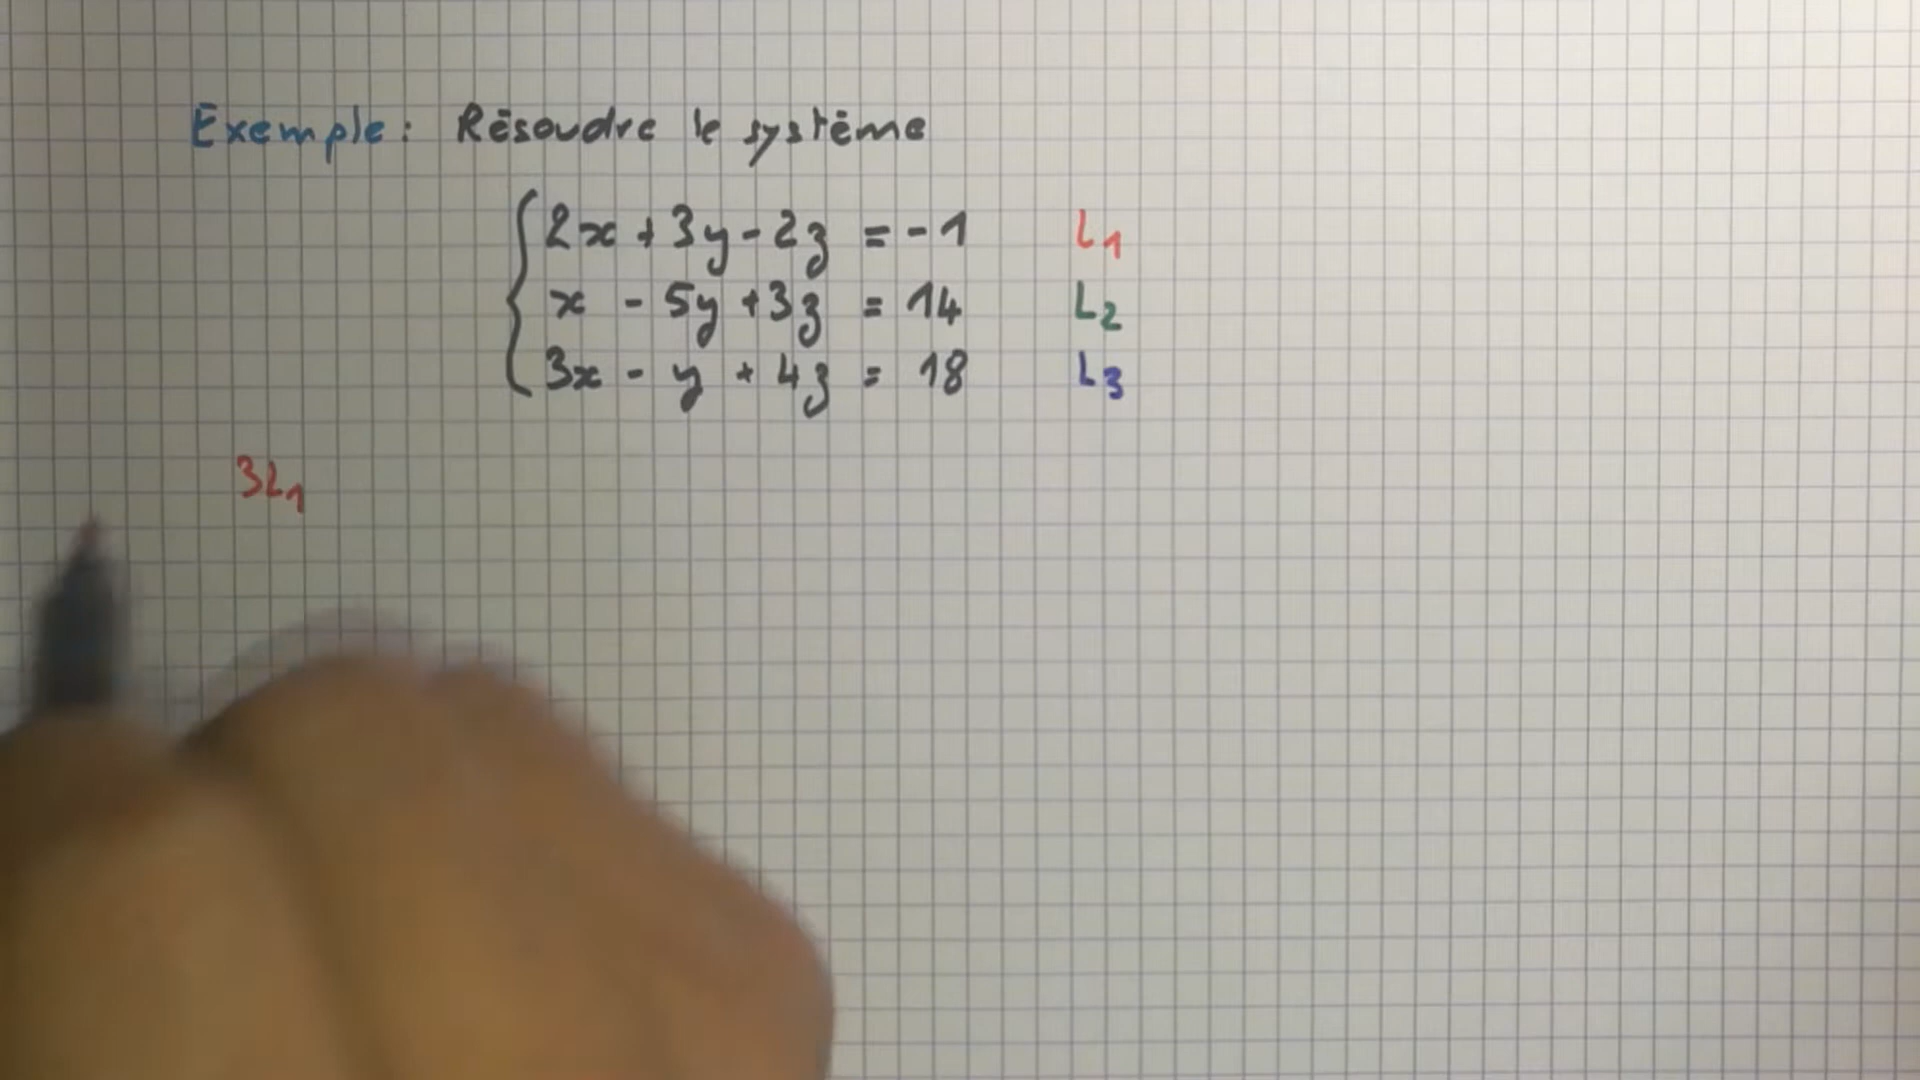 Exemple: Résoudre le système
2x + 3y - 2z = -1 L1
x - 5y + 3z = 14 L2
3x - y + 4z = 18 L3
3L1